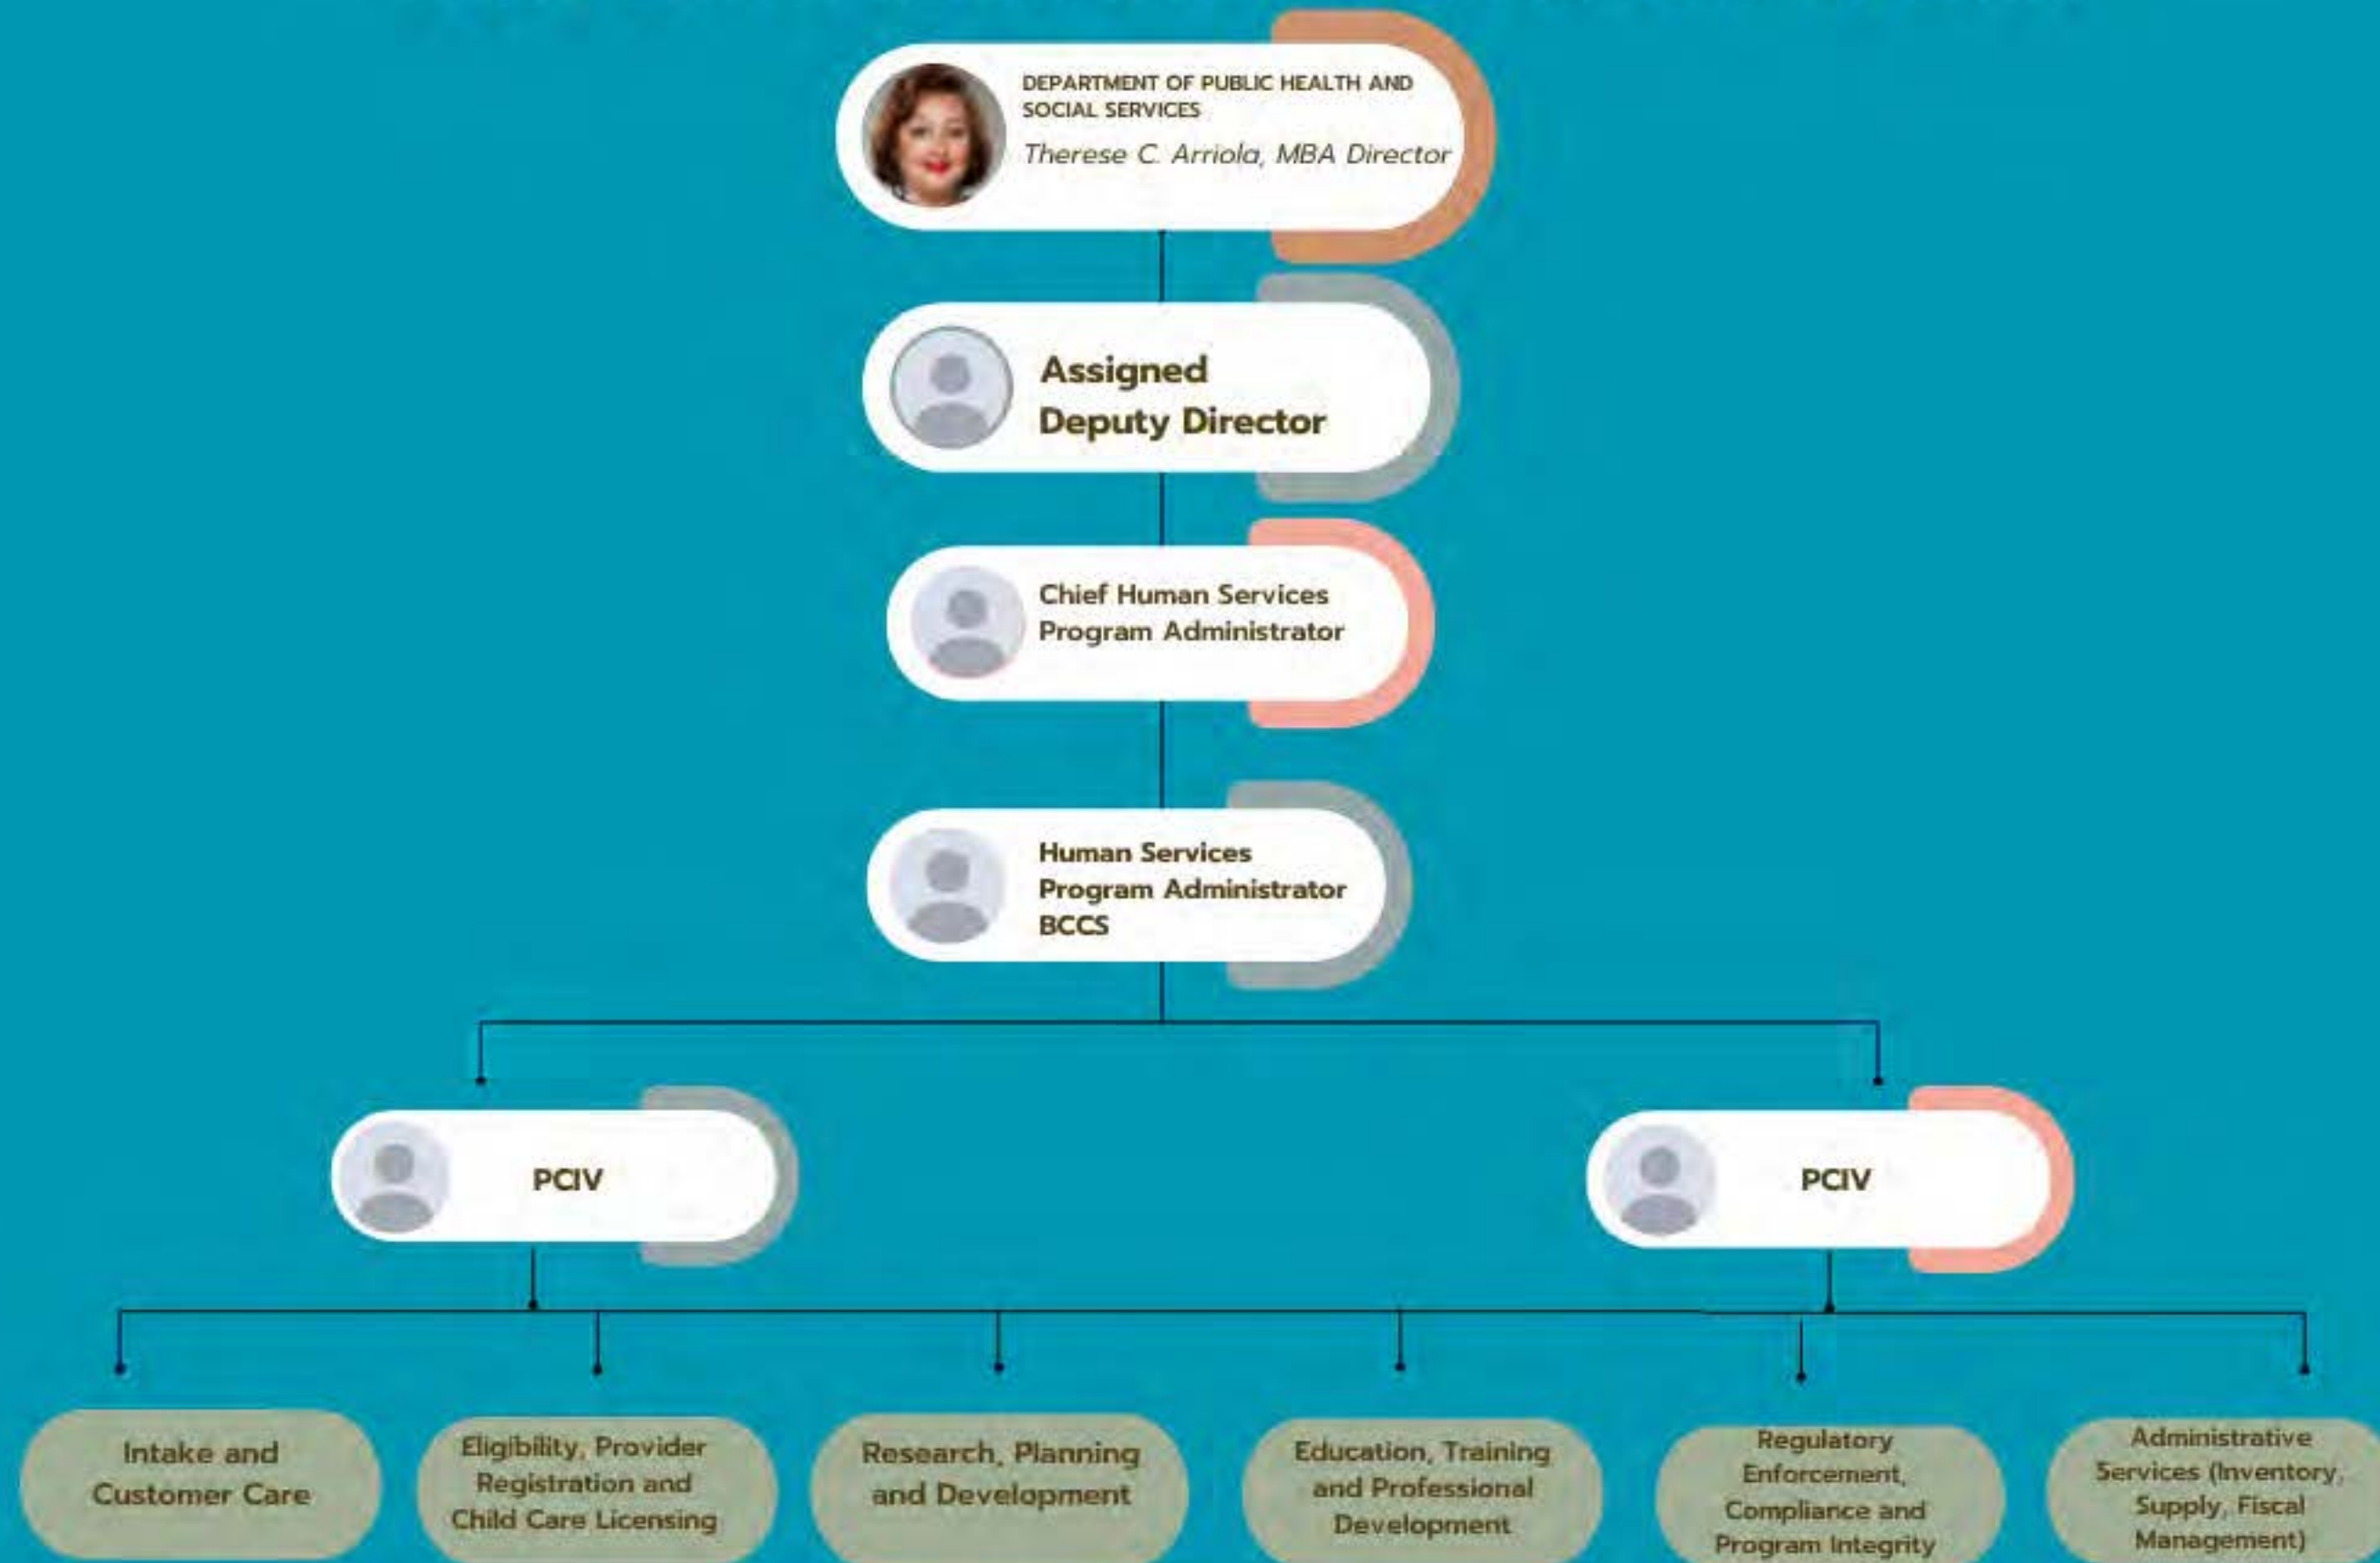 DEPARTMENT OF PUBLIC HEALTH AND
SOCIAL SERVICES
Therese C. Arriola, MBA Director
Assigned
Deputy Director
Chief Human Services
Program Administrator
Human Services
Program Administrator
BCCS
PCIV
PCIV
Intake and
Customer Care
Eligibility, Provider
Registration and
Child Care Licensing
Research, Planning
and Development
Education, Training
and Professional
Development
Regulatory
Enforcement,
Compliance and
Program Integrity
Administrative
Services (Inventory,
Supply, Fiscal
Management)